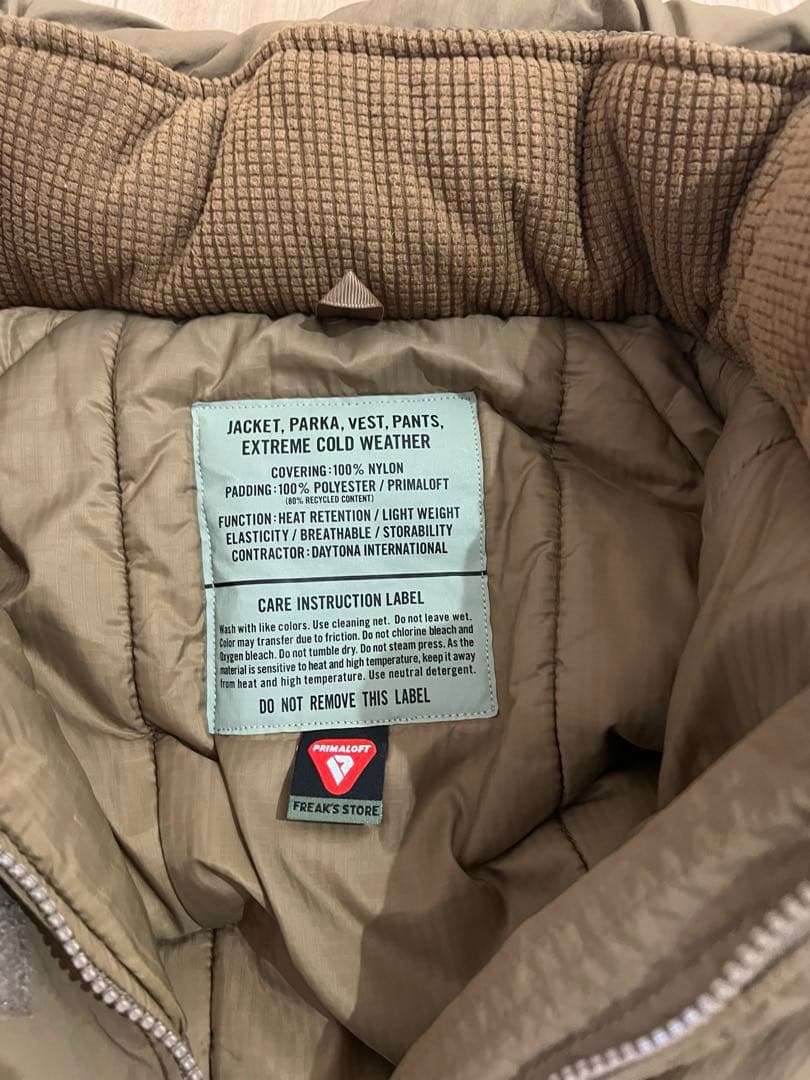 JACKET, PARKA, VEST, PANTS,
EXTREME COLD WEATHER
COVERING:100% NYLON
PADDING:100% POLYESTER / PRIMALOFT
(80% RECYCLED CONTENT)
FUNCTION:HEAT RETENTION / LIGHT WEIGHT
ELASTICITY / BREATHABLE / STORABILITY
CONTRACTOR:DAYTONA INTERNATIONAL
CARE INSTRUCTION LABEL
Wash with like colors. Use cleaning net. Do not leave wet.
Color may transfer due to friction. Do not chlorine bleach and
Oxygen bleach. Do not tumble dry. Do not steam press. As the
material is sensitive to heat and high temperature, keep it away
from heat and high temperature. Use neutral detergent.
DO NOT REMOVE THIS LABEL
PRIMALOFT
FREAK'S STORE